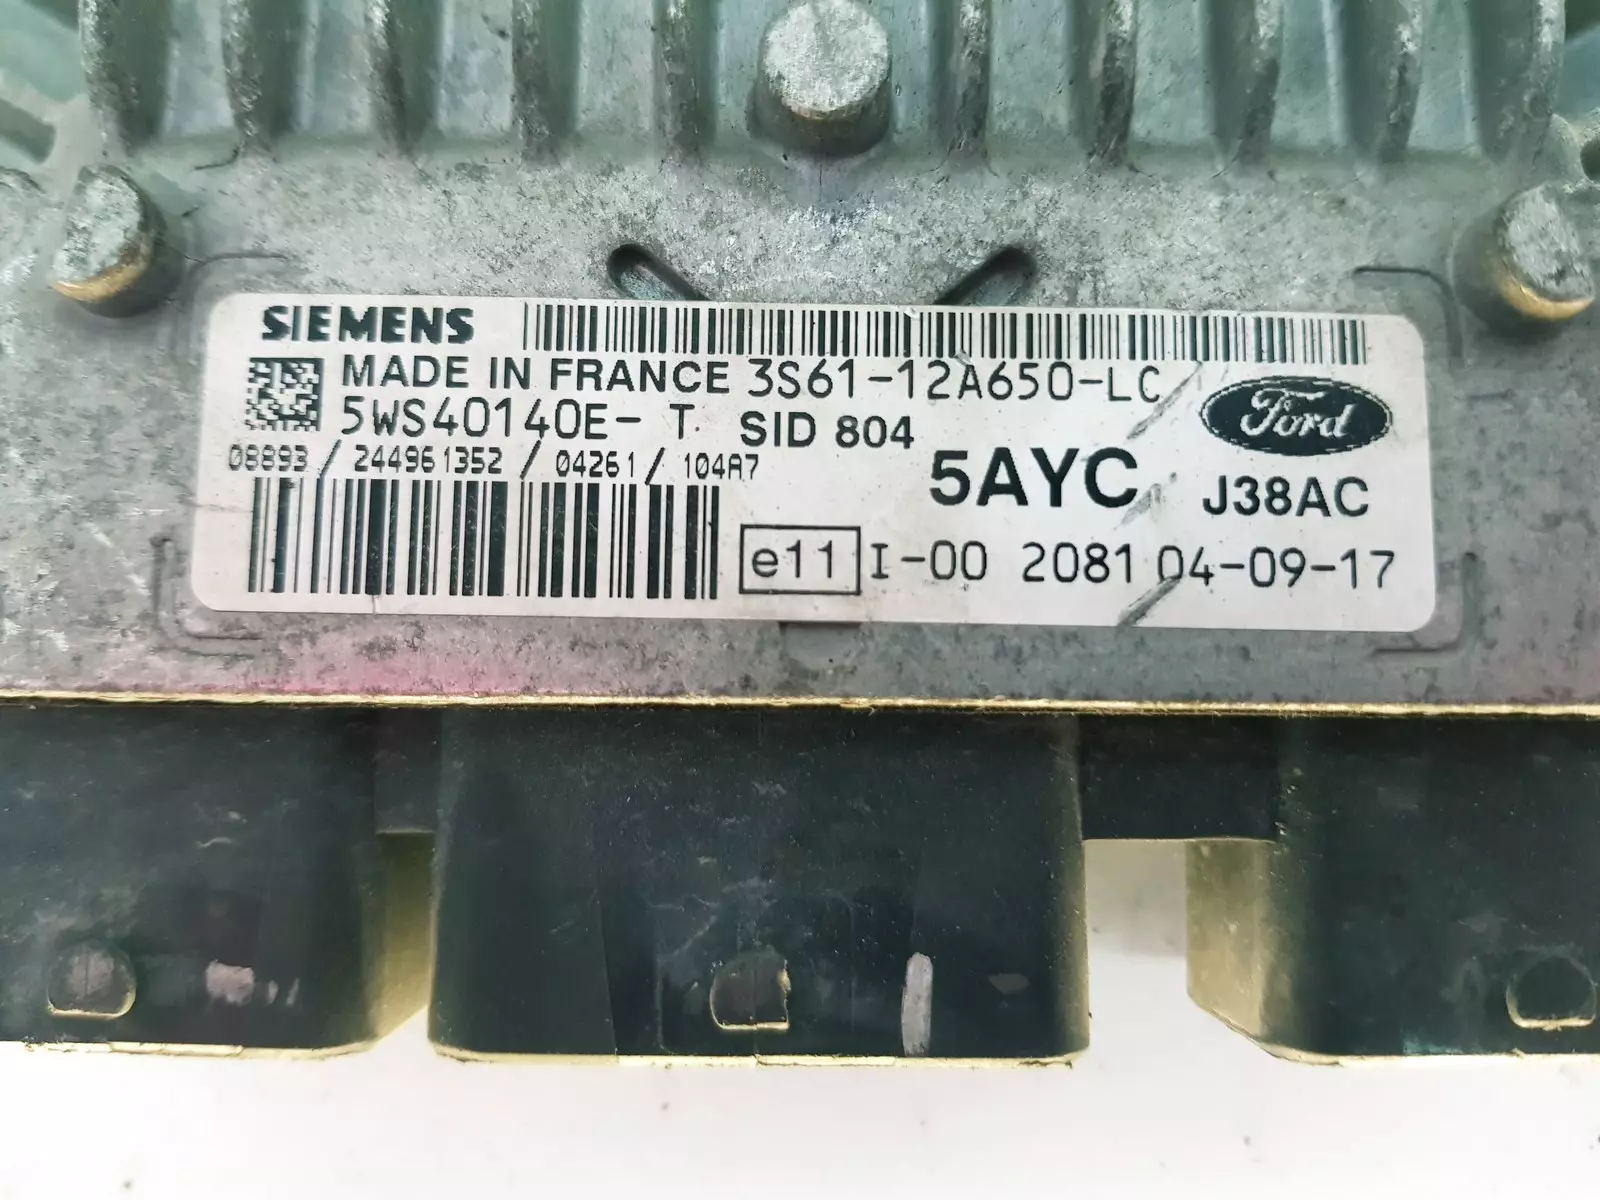 SIEMENS
MADE IN FRANCE 3S61-12A650-LC
5WS40140E- T SID 804
Ford
08893 / 244961352 / 04261 / 104A7
5AYC J38AC
e11 I-00 2081 04-09-17